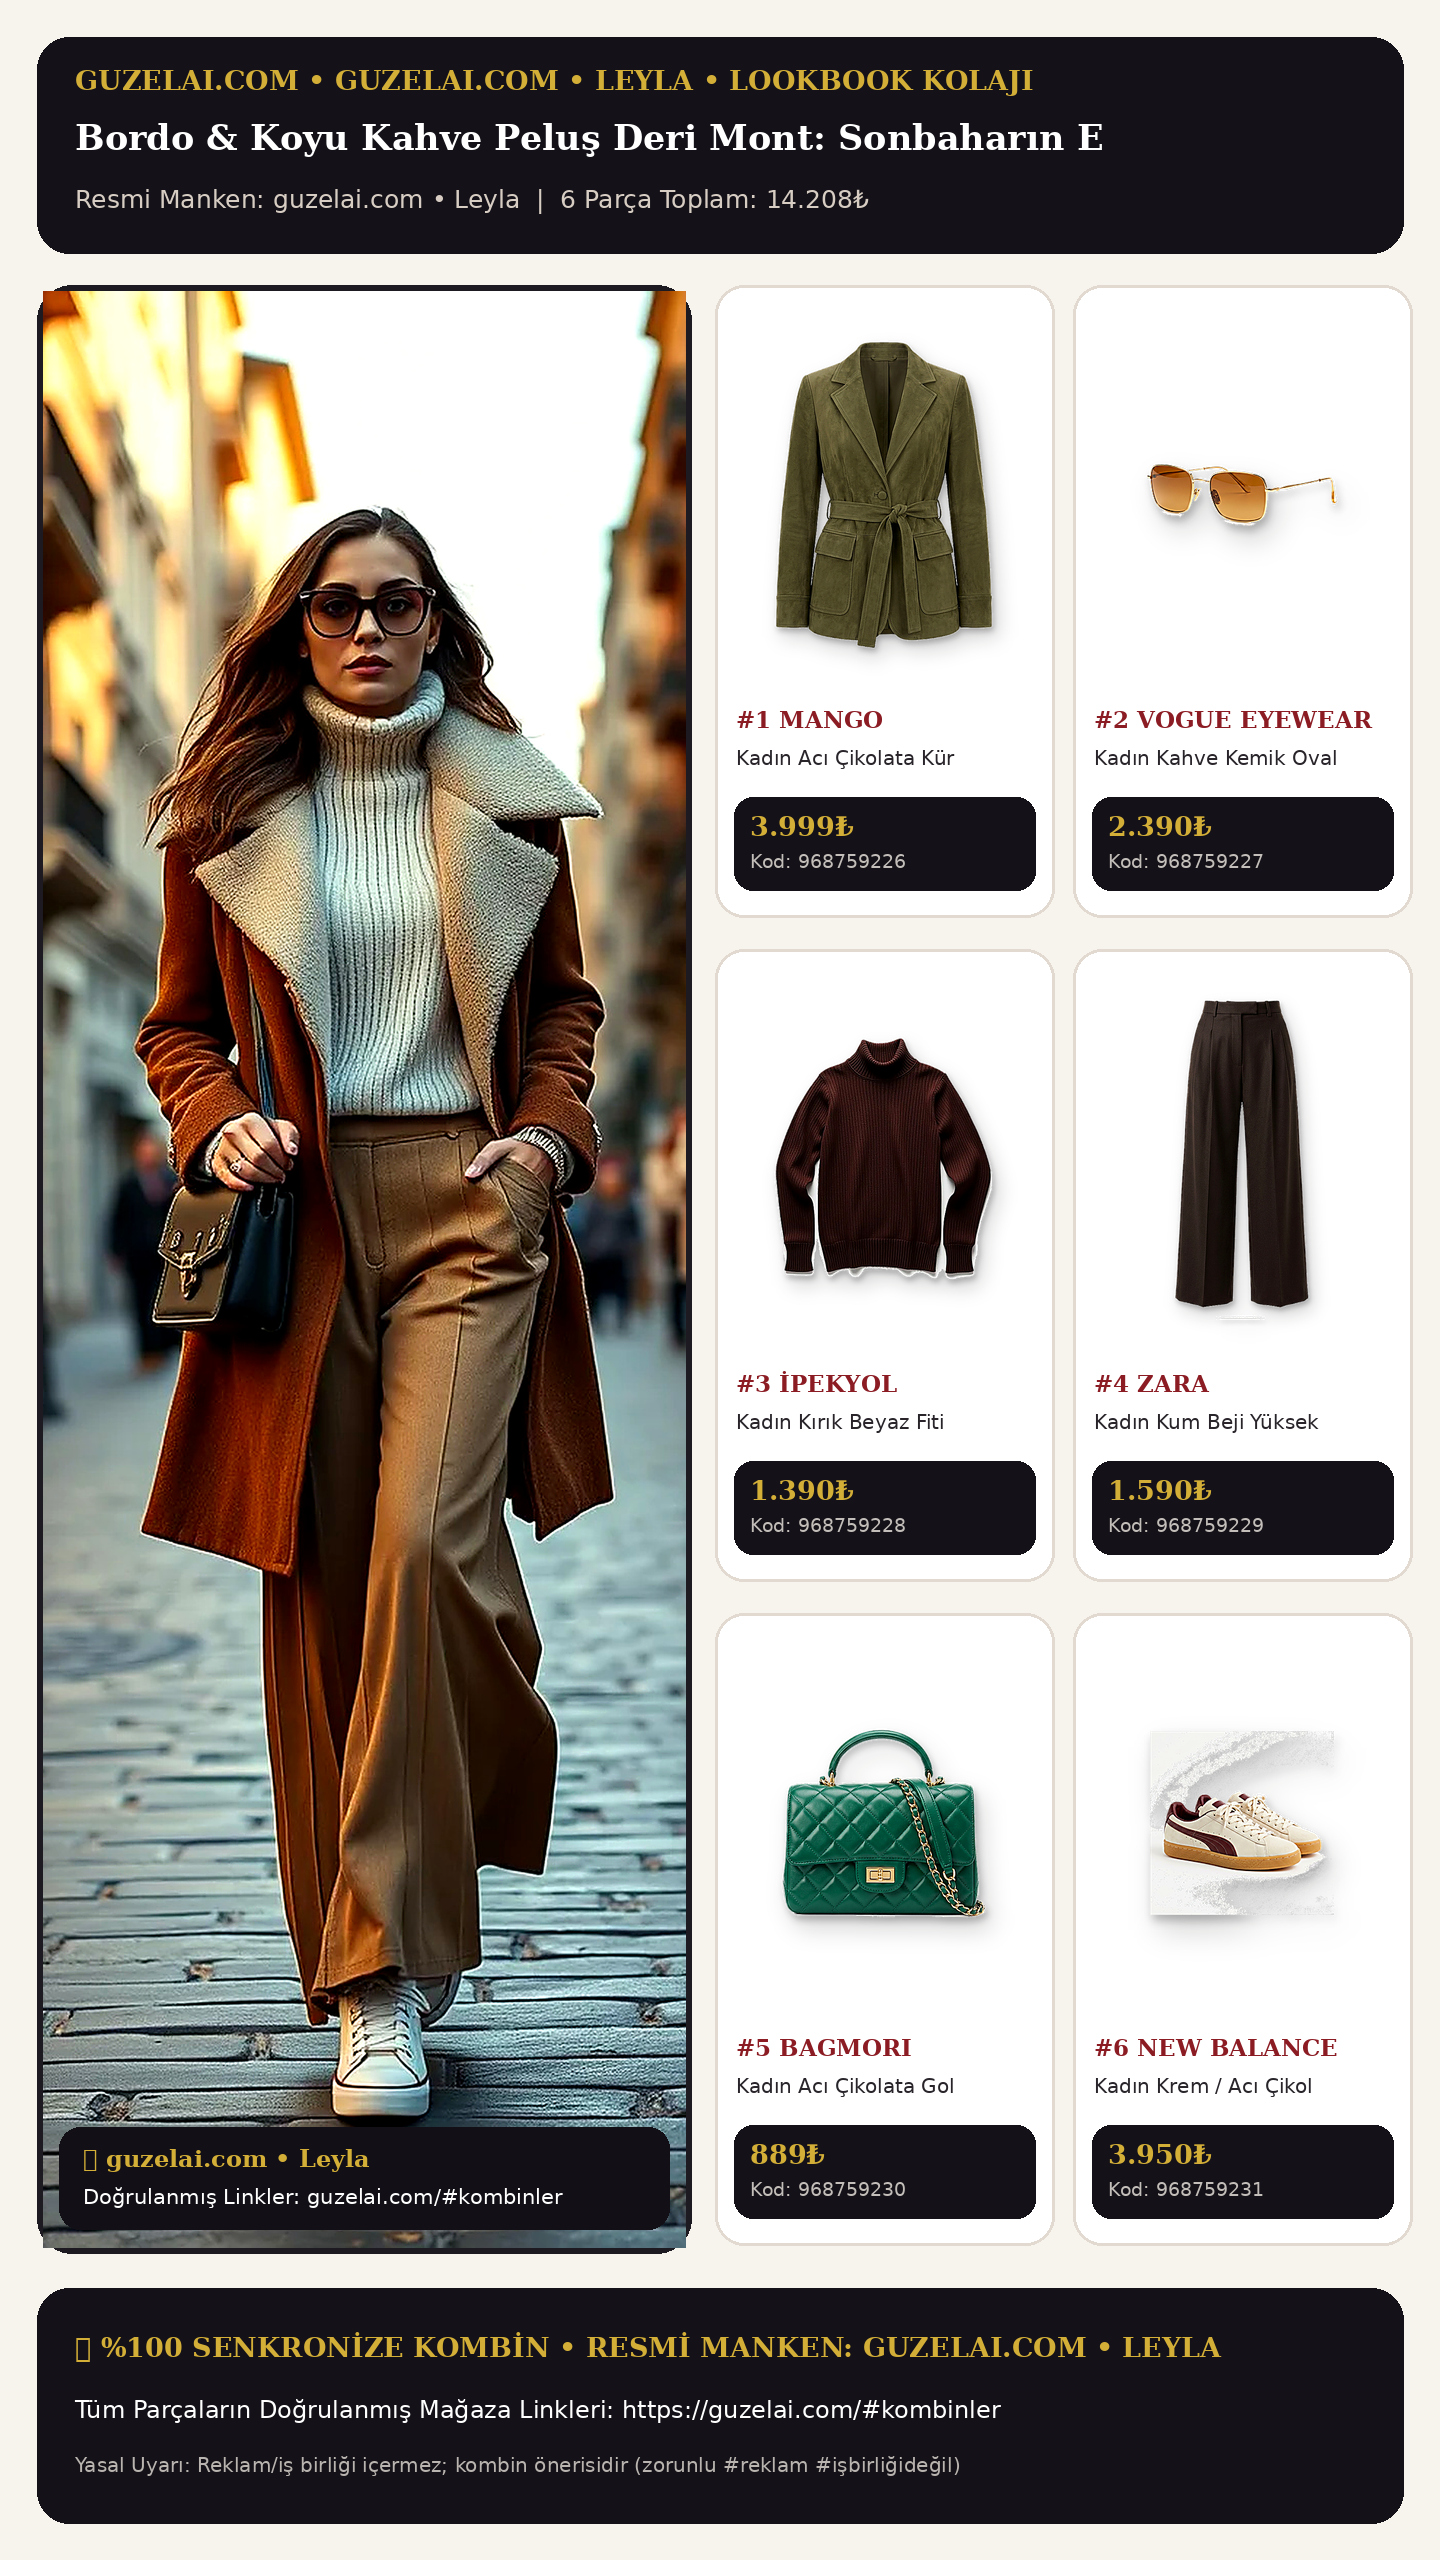 GUZELAI.COM • GUZELAI.COM • LEYLA • LOOKBOOK KOLAJI
Bordo & Koyu Kahve Peluş Deri Mont: Sonbaharın E
Resmi Manken: guzelai.com • Leyla | 6 Parça Toplam: 14.208₺
#1 MANGO
Kadın Acı Çikolata Kür
3.999₺
Kod: 968759226
#2 VOGUE EYEWEAR
Kadın Kahve Kemik Oval
2.390₺
Kod: 968759227
#3 İPEKYOL
Kadın Kırık Beyaz Fiti
1.390₺
Kod: 968759228
#4 ZARA
Kadın Kum Beji Yüksek
1.590₺
Kod: 968759229
#5 BAGMORI
Kadın Acı Çikolata Gol
889₺
Kod: 968759230
#6 NEW BALANCE
Kadın Krem / Acı Çikol
3.950₺
Kod: 968759231
guzelai.com • Leyla
Doğrulanmış Linkler: guzelai.com/#kombinler
%100 SENKRONİZE KOMBİN • RESMİ MANKEN: GUZELAI.COM • LEYLA
Tüm Parçaların Doğrulanmış Mağaza Linkleri: https://guzelai.com/#kombinler
Yasal Uyarı: Reklam/iş birliği içermez; kombin önerisidir (zorunlu #reklam #işbirliğideğil)